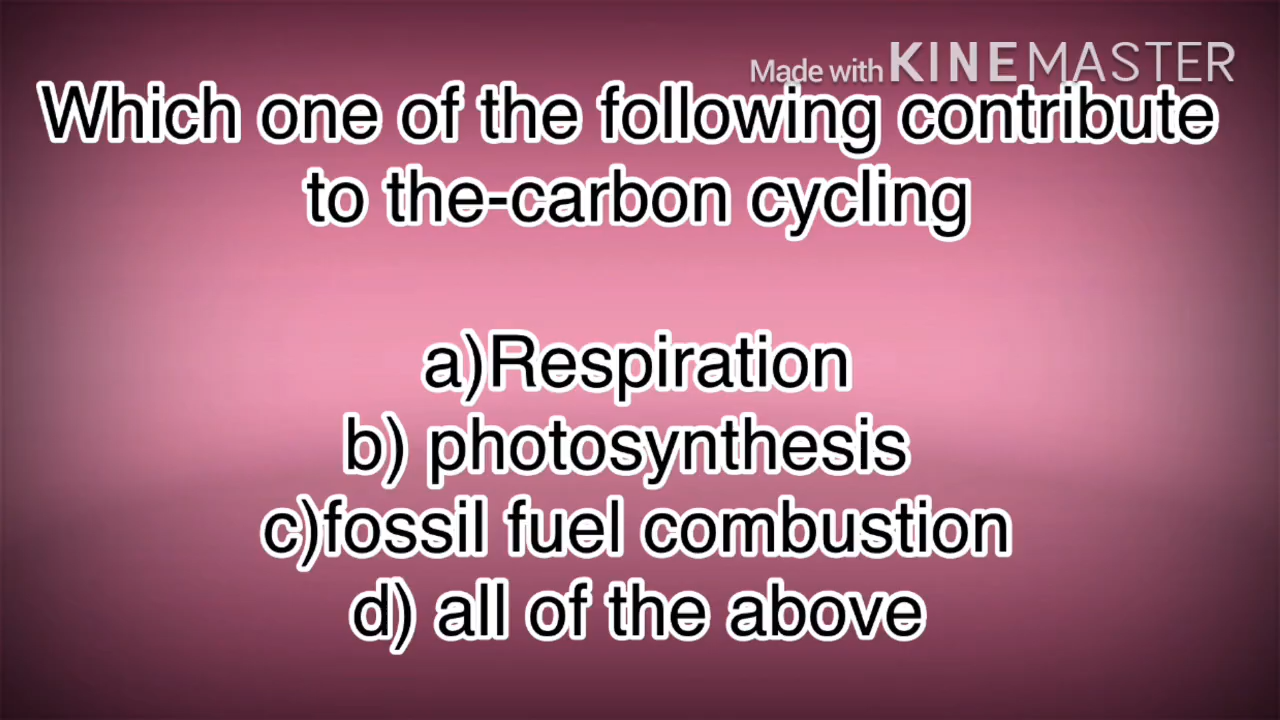 Made with KINEMASTER
Which one of the following contribute
to the-carbon cycling
a)Respiration
b) photosynthesis
c)fossil fuel combustion
d) all of the above